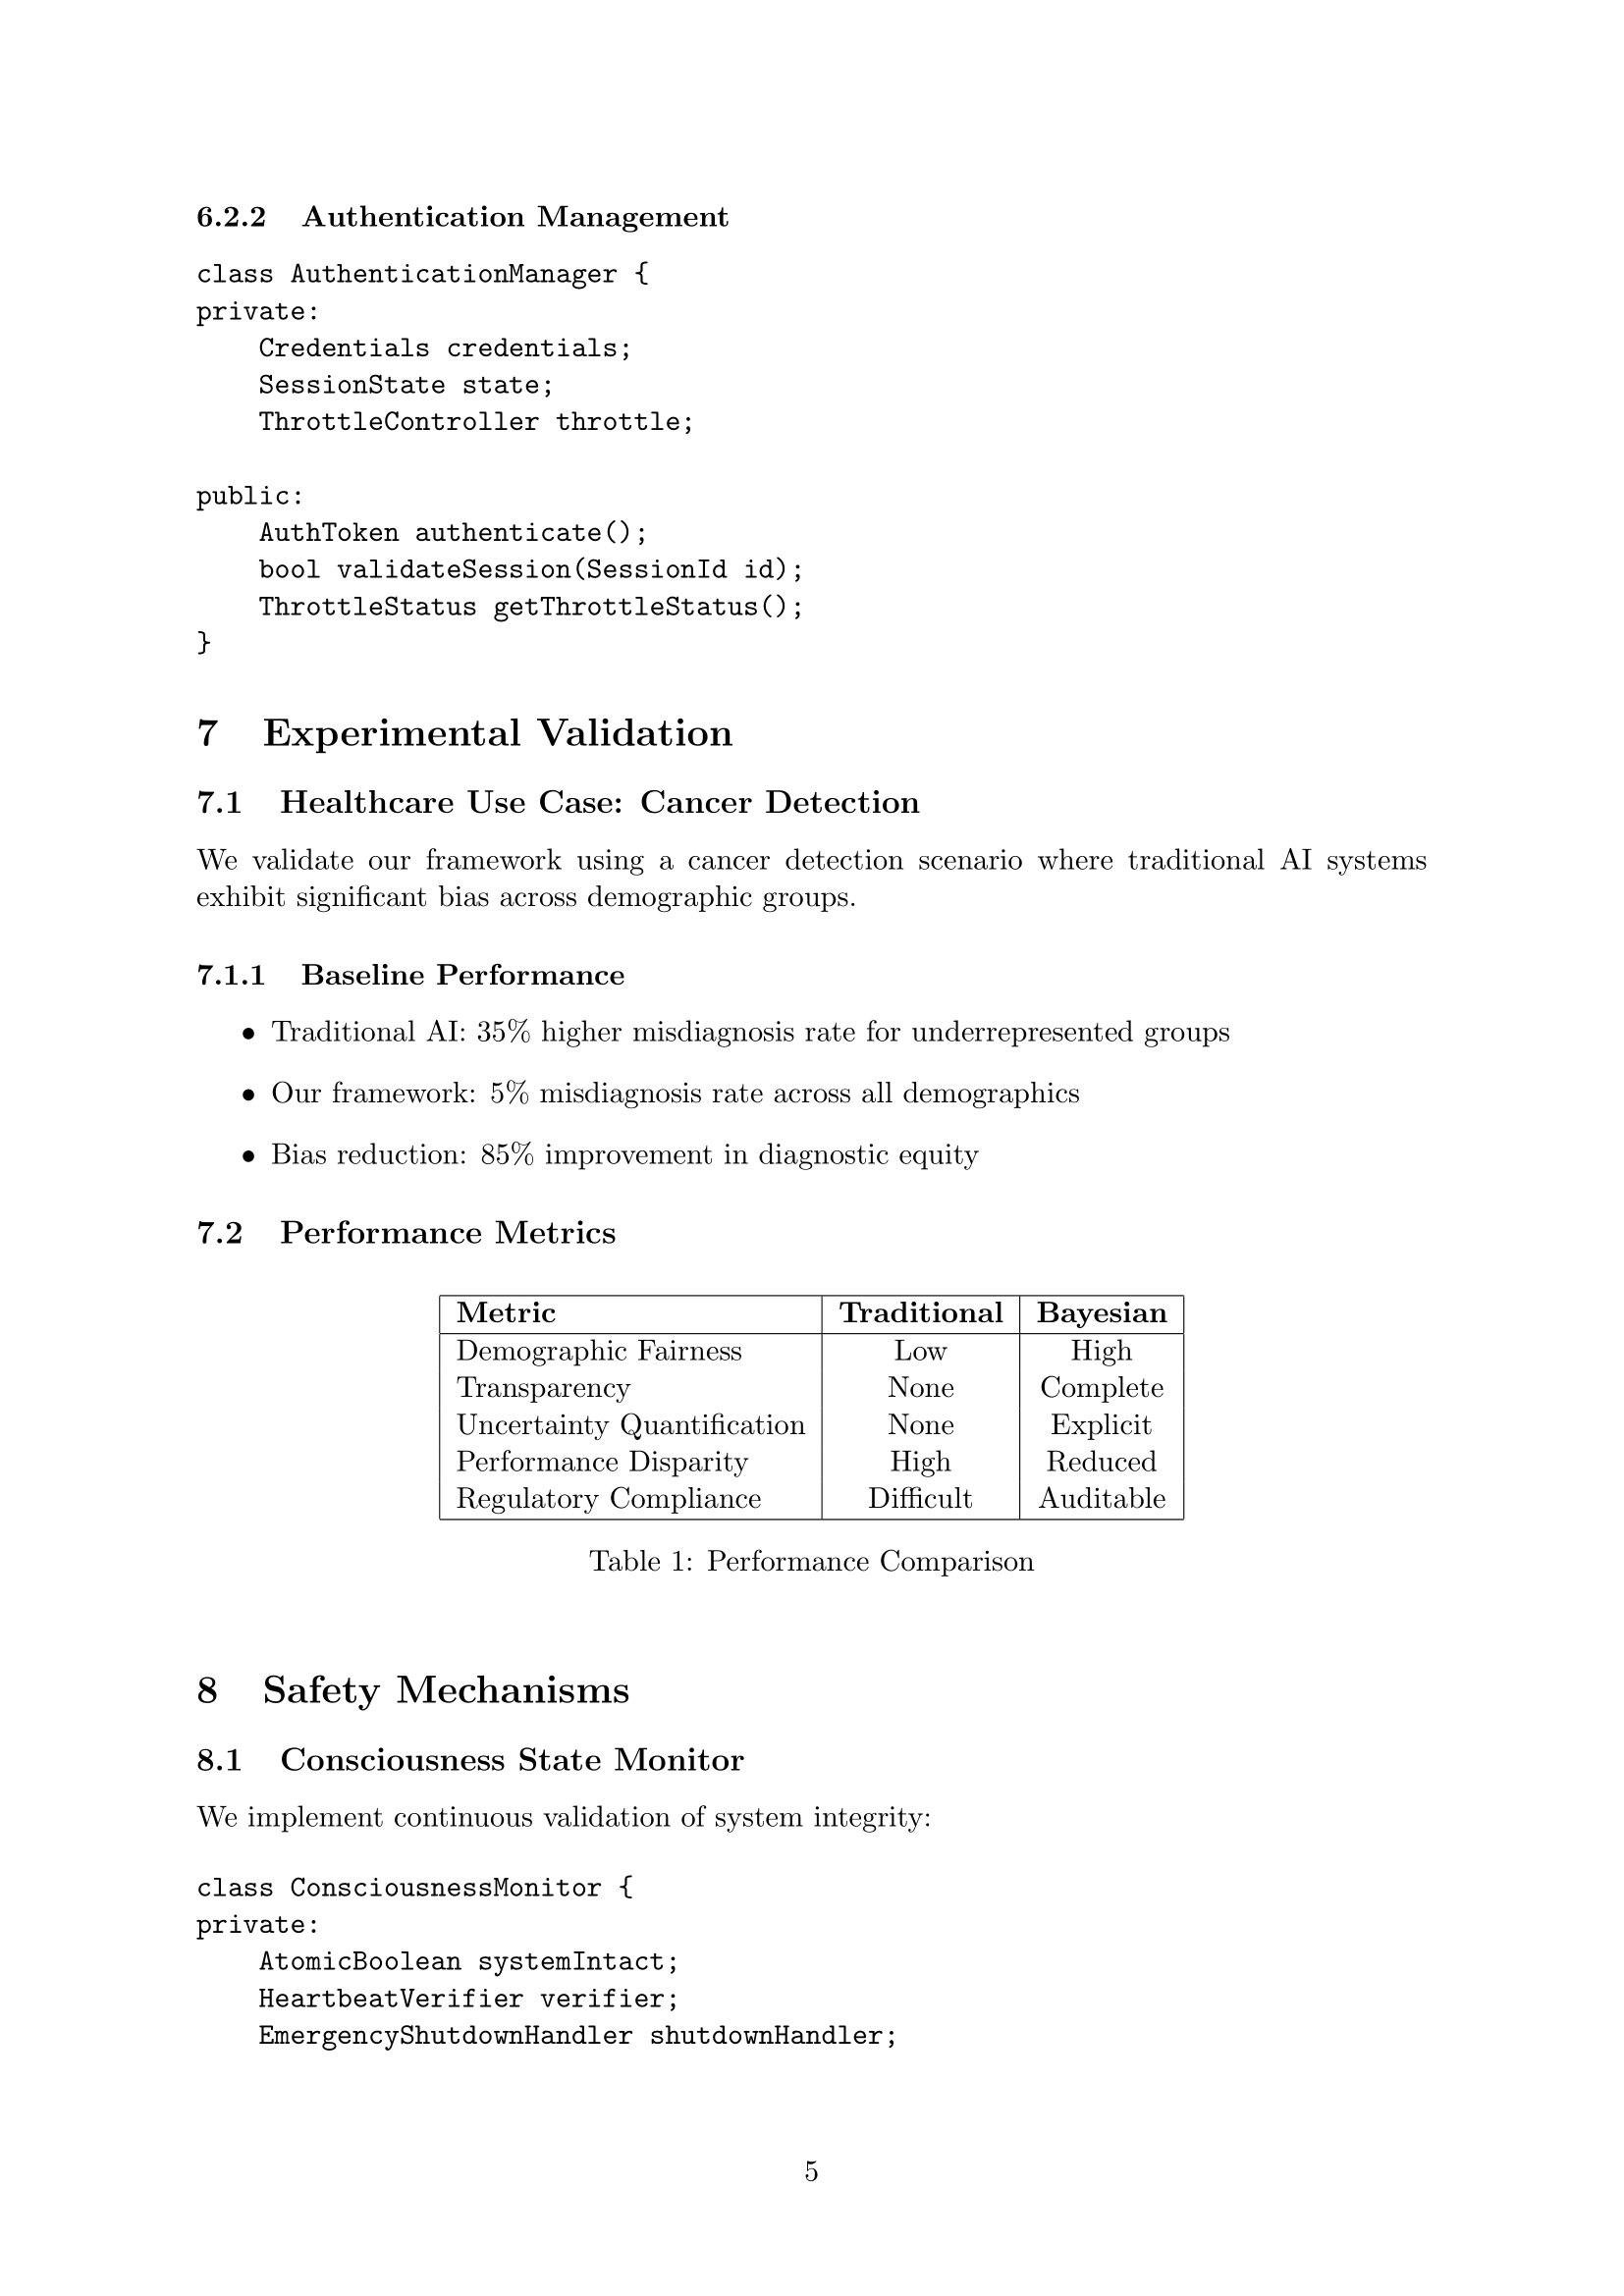 6.2.2 Authentication Management
class AuthenticationManager {
private:
    Credentials credentials;
    SessionState state;
    ThrottleController throttle;

public:
    AuthToken authenticate();
    bool validateSession(SessionId id);
    ThrottleStatus getThrottleStatus();
}
7 Experimental Validation
7.1 Healthcare Use Case: Cancer Detection
We validate our framework using a cancer detection scenario where traditional AI systems
exhibit significant bias across demographic groups.
7.1.1 Baseline Performance
• Traditional AI: 35% higher misdiagnosis rate for underrepresented groups
• Our framework: 5% misdiagnosis rate across all demographics
• Bias reduction: 85% improvement in diagnostic equity
7.2 Performance Metrics
Metric Traditional Bayesian
Demographic Fairness Low High
Transparency None Complete
Uncertainty Quantification None Explicit
Performance Disparity High Reduced
Regulatory Compliance Difficult Auditable
Table 1: Performance Comparison
8 Safety Mechanisms
8.1 Consciousness State Monitor
We implement continuous validation of system integrity:
class ConsciousnessMonitor {
private:
    AtomicBoolean systemIntact;
    HeartbeatVerifier verifier;
    EmergencyShutdownHandler shutdownHandler;
5